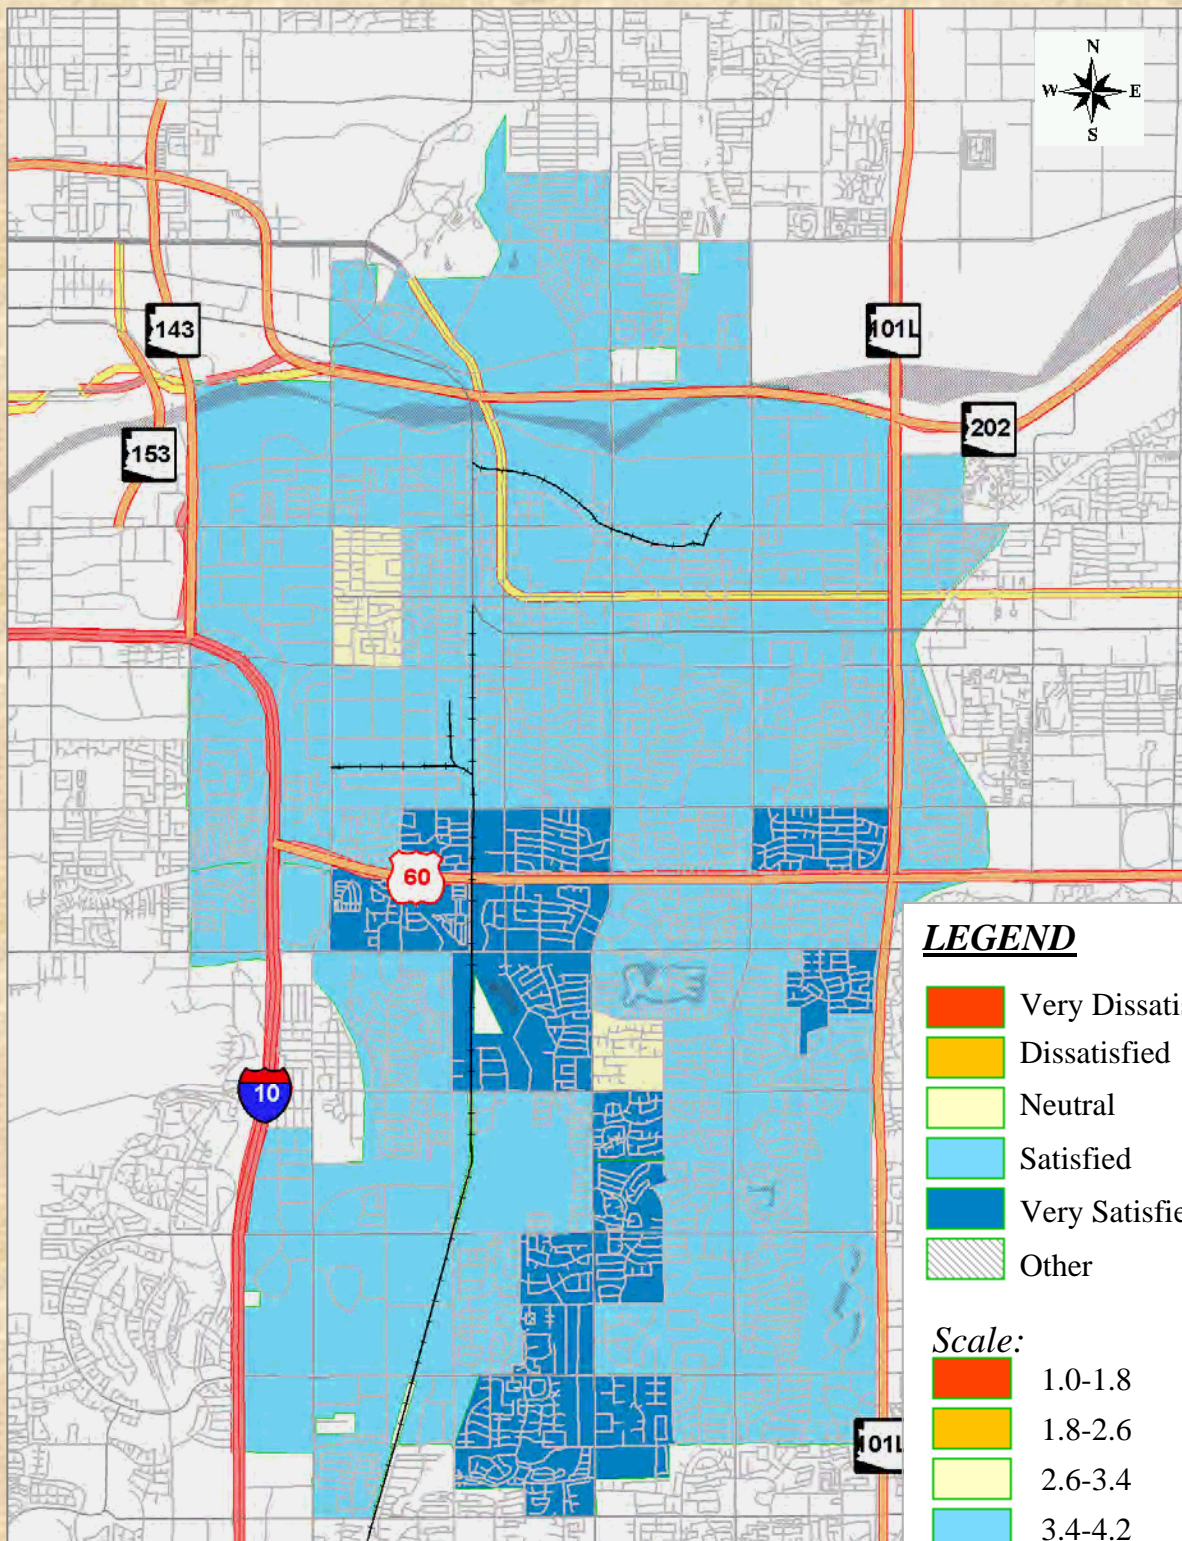 N
W E
S
143
101L
202
153
60
10
LEGEND
Very Dissatis
Dissatisfied
Neutral
Satisfied
Very Satisfie
Other
Scale:
1.0-1.8
1.8-2.6
2.6-3.4
3.4-4.2
101L